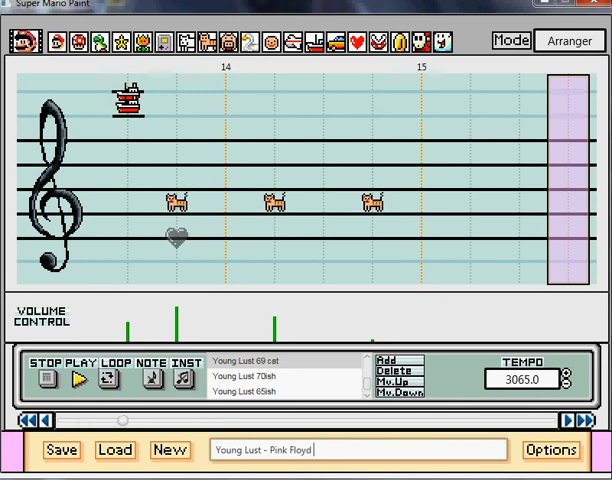 Super Mario Paint
Mode
Arranger
14
15
VOLUME
CONTROL
STOP PLAY LOOP NOTE INST
Young Lust 69 cat
Young Lust 70ish
Young Lust 65ish
Add
Delete
Mv.Up
Mv.Down
TEMPO
3065.0
Save
Load
New
Young Lust - Pink Floyd
Options